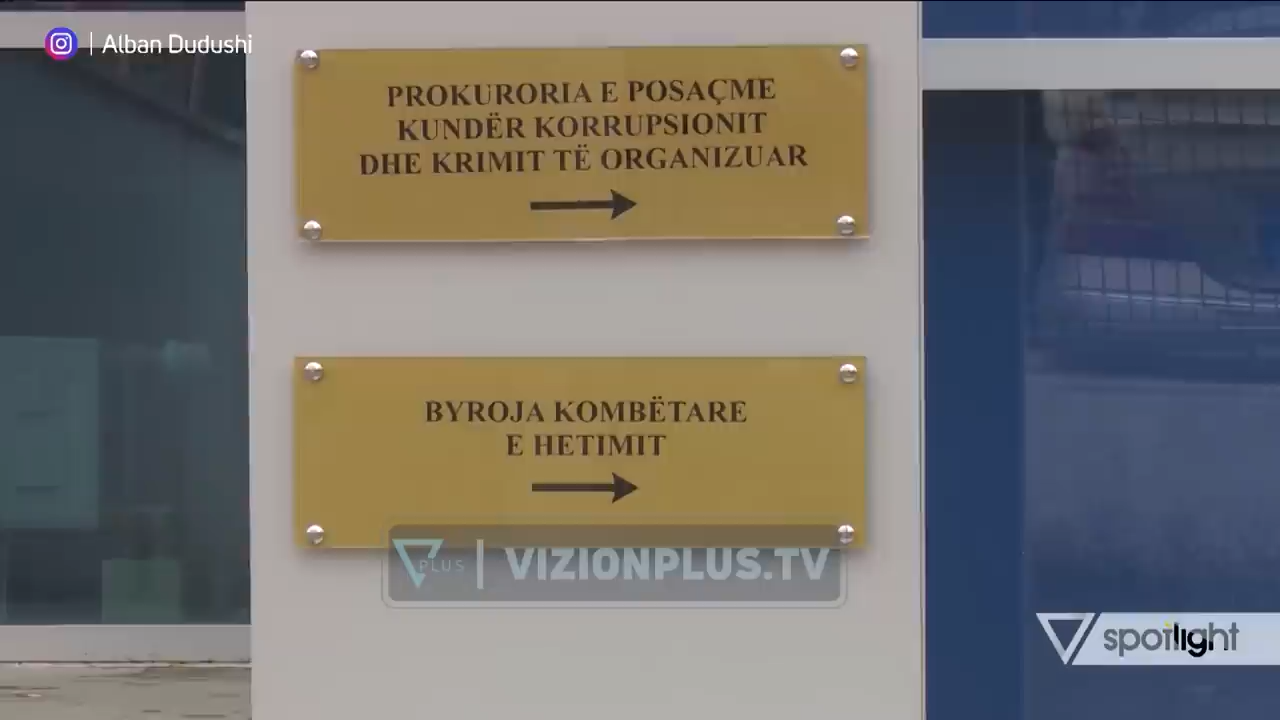 Alban Dudushi
PROKURORIA E POSAÇME
KUNDËR KORRUPSIONIT
DHE KRIMIT TË ORGANIZUAR
BYROJA KOMBËTARE
E HETIMIT
PLUS | VIZIONPLUS.TV
spotlight